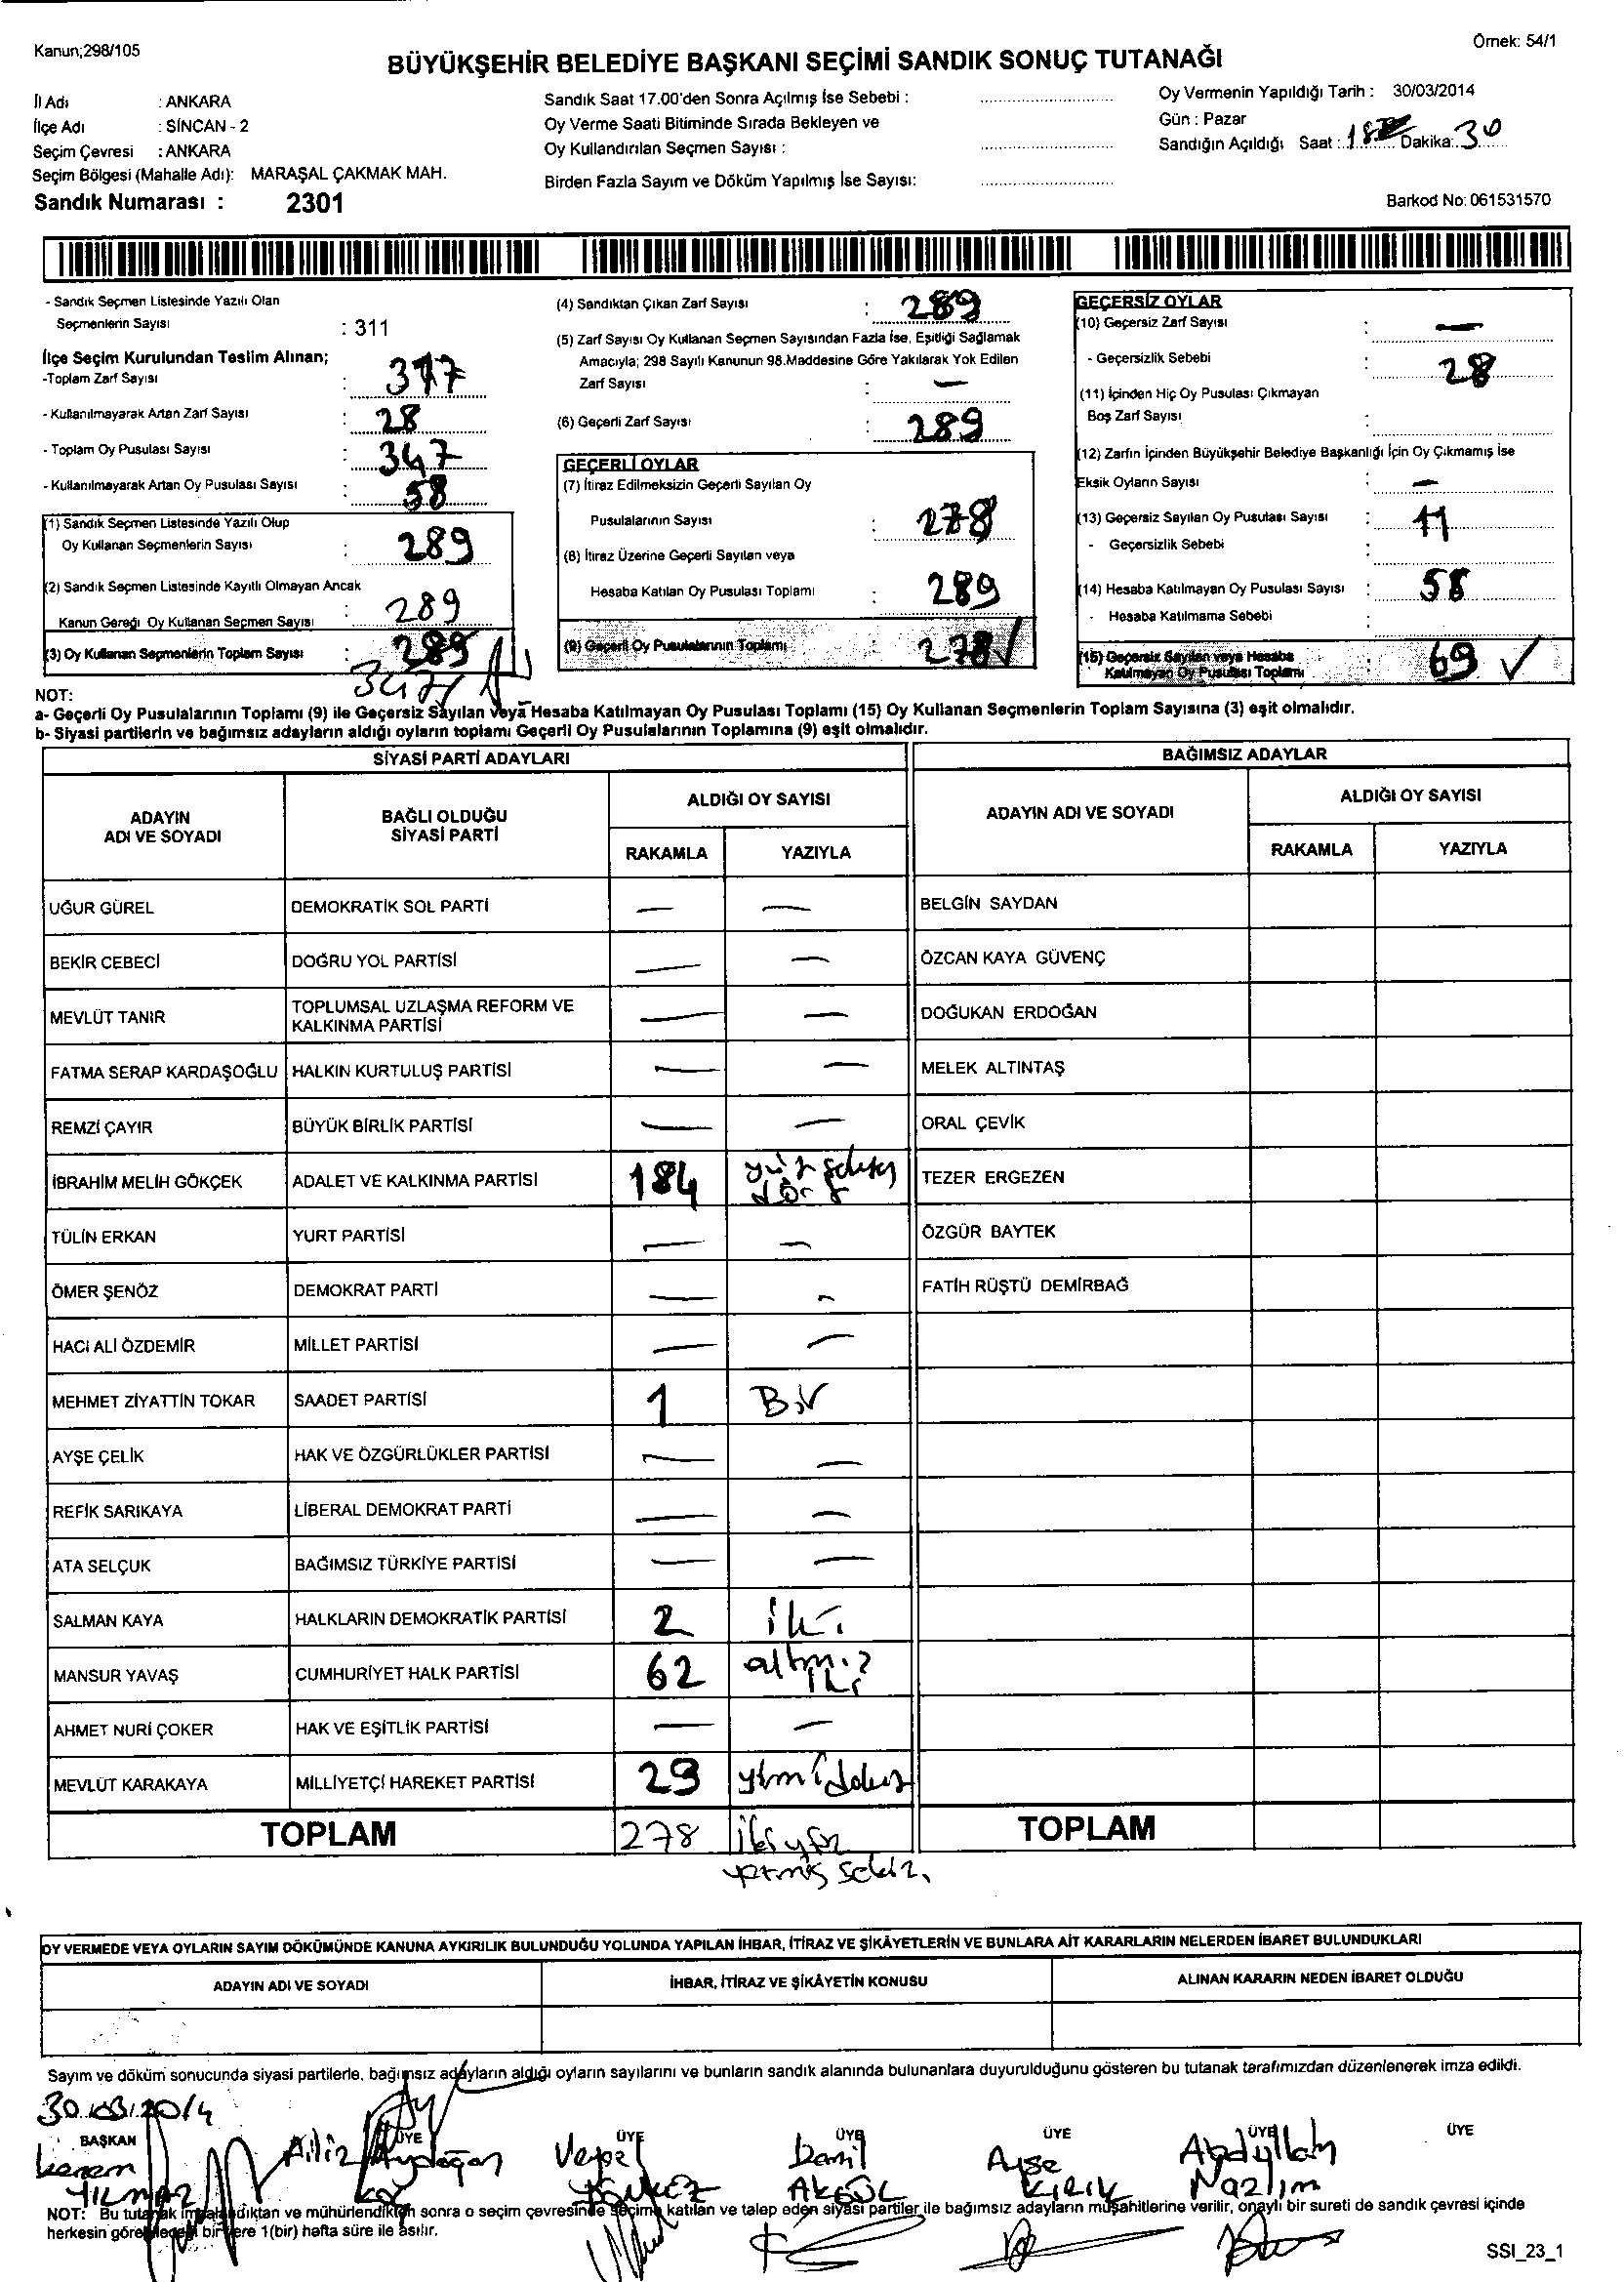 Kanun;298/105
Örnek: 54/1
BÜYÜKŞEHİR BELEDİYE BAŞKANI SEÇİMİ SANDIK SONUÇ TUTANAĞI
İl Adı : ANKARA
İlçe Adı : SİNCAN - 2
Seçim Çevresi : ANKARA
Seçim Bölgesi (Mahalle Adı): MARAŞAL ÇAKMAK MAH.
Sandık Numarası : 2301
Sandık Saat 17.00'den Sonra Açılmış İse Sebebi :
Oy Verme Saati Bitiminde Sırada Bekleyen ve
Oy Kullandırılan Seçmen Sayısı :
Birden Fazla Sayım ve Döküm Yapılmış İse Sayısı:
Oy Vermenin Yapıldığı Tarih : 30/03/2014
Gün : Pazar
Sandığın Açıldığı Saat : Dakika: 30
Barkod No: 061531570
- Sandık Seçmen Listesinde Yazılı Olan
Seçmenlerin Sayısı : 311
İlçe Seçim Kurulundan Teslim Alınan;
-Toplam Zarf Sayısı :
- Kullanılmayarak Artan Zarf Sayısı : 28
- Toplam Oy Pusulası Sayısı : 347
- Kullanılmayarak Artan Oy Pusulası Sayısı : 58
(1) Sandık Seçmen Listesinde Yazılı Olup
Oy Kullanan Seçmenlerin Sayısı : 289
(2) Sandık Seçmen Listesinde Kayıtlı Olmayan Ancak
Kanun Gereği Oy Kullanan Seçmen Sayısı : 289
(3) Oy Kullanan Seçmenlerin Toplam Sayısı : 289
347
(4) Sandıktan Çıkan Zarf Sayısı : 289
(5) Zarf Sayısı Oy Kullanan Seçmen Sayısından Fazla İse, Eşitliği Sağlamak
Amacıyla; 298 Sayılı Kanunun 98.Maddesine Göre Yakılarak Yok Edilen
Zarf Sayısı : —
(6) Geçerli Zarf Sayısı : 289
GEÇERLİ OYLAR
(7) İtiraz Edilmeksizin Geçerli Sayılan Oy
Pusulalarının Sayısı : 278
(8) İtiraz Üzerine Geçerli Sayılan veya
Hesaba Katılan Oy Pusulası Toplamı : 289
(9) Geçerli Oy Pusulalarının Toplamı : 278 ✓
GEÇERSİZ OYLAR
(10) Geçersiz Zarf Sayısı : —
- Geçersizlik Sebebi : 28
(11) İçinden Hiç Oy Pusulası Çıkmayan
Boş Zarf Sayısı :
(12) Zarfın İçinden Büyükşehir Belediye Başkanlığı İçin Oy Çıkmamış İse
Eksik Oyların Sayısı : —
(13) Geçersiz Sayılan Oy Pusulası Sayısı : 11
- Geçersizlik Sebebi :
(14) Hesaba Katılmayan Oy Pusulası Sayısı : 58
- Hesaba Katılmama Sebebi :
(15) Geçersiz Sayılan veya Hesaba
Katılmayan Oy Pusulası Toplamı : 69 ✓
NOT:
a- Geçerli Oy Pusulalarının Toplamı (9) ile Geçersiz Sayılan veya Hesaba Katılmayan Oy Pusulası Toplamı (15) Oy Kullanan Seçmenlerin Toplam Sayısına (3) eşit olmalıdır.
b- Siyasi partilerin ve bağımsız adayların aldığı oyların toplamı Geçerli Oy Pusulalarının Toplamına (9) eşit olmalıdır.
SİYASİ PARTİ ADAYLARI
BAĞIMSIZ ADAYLAR
ADAYIN ADI VE SOYADI
BAĞLI OLDUĞU SİYASİ PARTİ
ALDIĞI OY SAYISI
RAKAMLA YAZIYLA
ADAYIN ADI VE SOYADI
ALDIĞI OY SAYISI
RAKAMLA YAZIYLA
UĞUR GÜREL DEMOKRATİK SOL PARTİ — — BELGİN SAYDAN
BEKİR CEBECİ DOĞRU YOL PARTİSİ — — ÖZCAN KAYA GÜVENÇ
MEVLÜT TANIR TOPLUMSAL UZLAŞMA REFORM VE KALKINMA PARTİSİ — — DOĞUKAN ERDOĞAN
FATMA SERAP KARDAŞOĞLU HALKIN KURTULUŞ PARTİSİ — — MELEK ALTINTAŞ
REMZİ ÇAYIR BÜYÜK BİRLİK PARTİSİ — — ORAL ÇEVİK
İBRAHİM MELİH GÖKÇEK ADALET VE KALKINMA PARTİSİ 184 yüz seksen dört TEZER ERGEZEN
TÜLİN ERKAN YURT PARTİSİ — — ÖZGÜR BAYTEK
ÖMER ŞENÖZ DEMOKRAT PARTİ — — FATİH RÜŞTÜ DEMİRBAĞ
HACI ALİ ÖZDEMİR MİLLET PARTİSİ — —
MEHMET ZİYATTİN TOKAR SAADET PARTİSİ 1 Bir
AYŞE ÇELİK HAK VE ÖZGÜRLÜKLER PARTİSİ — —
REFİK SARIKAYA LİBERAL DEMOKRAT PARTİ — —
ATA SELÇUK BAĞIMSIZ TÜRKİYE PARTİSİ — —
SALMAN KAYA HALKLARIN DEMOKRATİK PARTİSİ 2 iki
MANSUR YAVAŞ CUMHURİYET HALK PARTİSİ 62 altmış iki
AHMET NURİ ÇOKER HAK VE EŞİTLİK PARTİSİ — —
MEVLÜT KARAKAYA MİLLİYETÇİ HAREKET PARTİSİ 29 yirmi dokuz
TOPLAM 278 iki yüz yetmiş sekiz TOPLAM
OY VERMEDE VEYA OYLARIN SAYIM DÖKÜMÜNDE KANUNA AYKIRILIK BULUNDUĞU YOLUNDA YAPILAN İHBAR, İTİRAZ VE ŞİKÂYETLERİN VE BUNLARA AİT KARARLARIN NELERDEN İBARET BULUNDUKLARI
ADAYIN ADI VE SOYADI İHBAR, İTİRAZ VE ŞİKÂYETİN KONUSU ALINAN KARARIN NEDEN İBARET OLDUĞU
Sayım ve döküm sonucunda siyasi partilerle, bağımsız adayların aldığı oyların sayılarını ve bunların sandık alanında bulunanlara duyurulduğunu gösteren bu tutanak tarafımızdan düzenlenerek imza edildi.
30.03.2014
BAŞKAN ÜYE ÜYE ÜYE ÜYE ÜYE ÜYE
Kerem Aydoğan Veysel Kamil Ayşe Abdullah
YILMAZ AKGÜL KIRIK Nazlım
NOT: Bu tutanak imzalandıktan ve mühürlendikten sonra o seçim çevresinde seçime katılan ve talep eden siyasi partiler ile bağımsız adayların müşahitlerine verilir, onaylı bir sureti de sandık çevresi içinde
herkesin görebileceği bir yere 1(bir) hafta süre ile asılır.
SSI_23_1